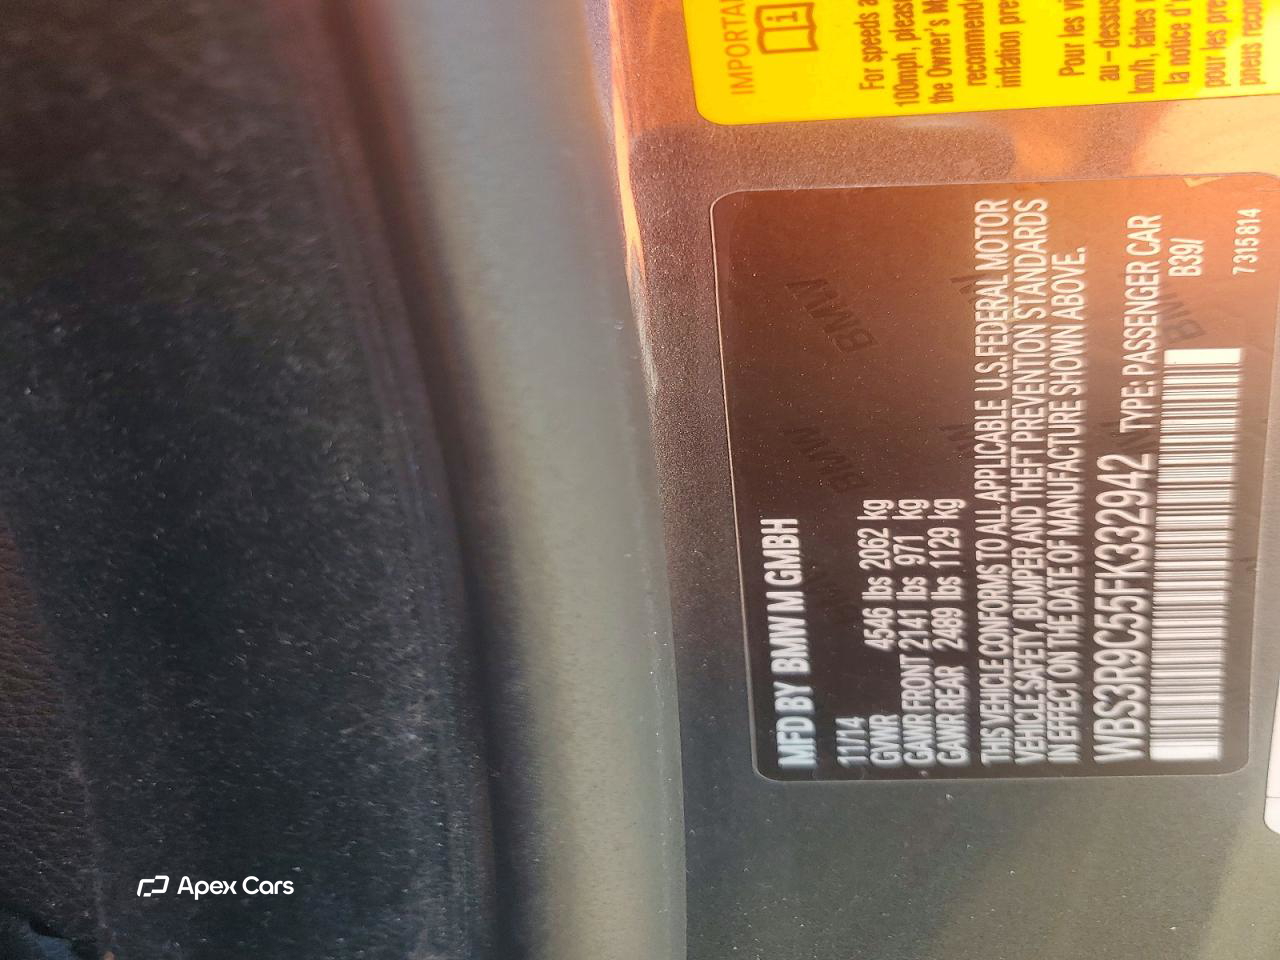 IMPORTA
For speeds a
100mph, pleas
the Owner's M
recommend
inflation pre
Pour les vi
au-dessus
km/h, faites
la notice d'
pour les pre
pneus recom
MFD BY BMW M GMBH
11/14
GVWR 4546 lbs 2062 kg
GAWR FRONT 2141 lbs 971 kg
GAWR REAR 2489 lbs 1129 kg
THIS VEHICLE CONFORMS TO ALL APPLICABLE U.S.FEDERAL MOTOR
VEHICLE SAFETY, BUMPER AND THEFT PREVENTION STANDARDS
IN EFFECT ON THE DATE OF MANUFACTURE SHOWN ABOVE.
WBS3R9C55FK332942 TYPE: PASSENGER CAR
B39/
7 315 814
Apex Cars